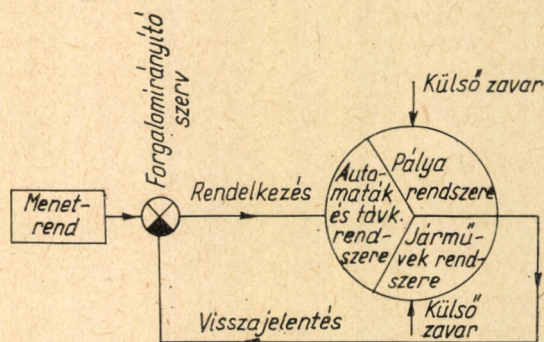 Menet-
rend
Forgalomirányító
szerv
Rendelkezés
Külső zavar
Auto-
maták
és távk.
rend-
szere
Pálya
rendszere
Jármű-
vek rend-
szere
Külső
zavar
Visszajelentés